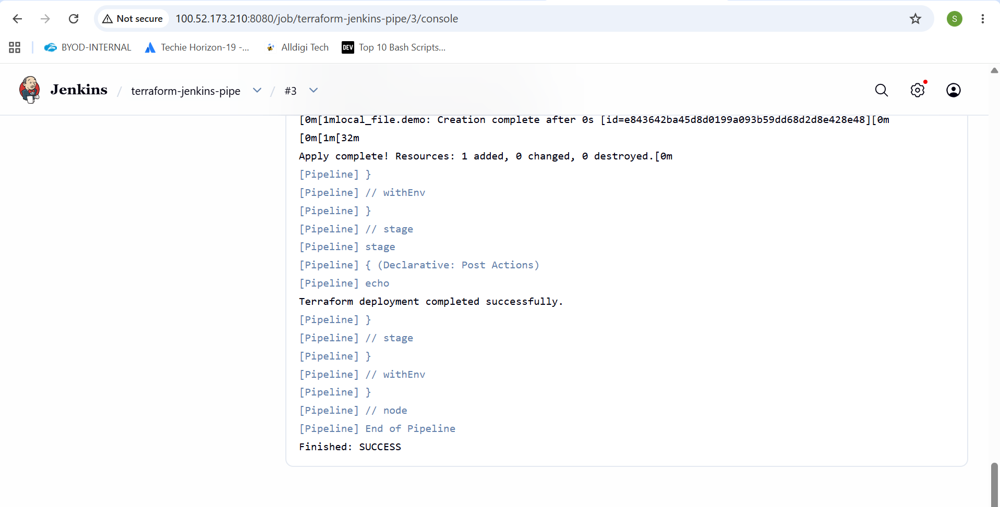 Not secure
100.52.173.210:8080/job/terraform-jenkins-pipe/3/console
S
BYOD-INTERNAL
Techie Horizon-19 -...
Alldigi Tech
DEV
Top 10 Bash Scripts...
Jenkins / terraform-jenkins-pipe / #3
[0m[1mlocal_file.demo: Creation complete after 0s [id=e843642ba45d8d0199a093b59dd68d2d8e428e48][0m
[0m[1m[32m
Apply complete! Resources: 1 added, 0 changed, 0 destroyed.[0m
[Pipeline] }
[Pipeline] // withEnv
[Pipeline] }
[Pipeline] // stage
[Pipeline] stage
[Pipeline] { (Declarative: Post Actions)
[Pipeline] echo
Terraform deployment completed successfully.
[Pipeline] }
[Pipeline] // stage
[Pipeline] }
[Pipeline] // withEnv
[Pipeline] }
[Pipeline] // node
[Pipeline] End of Pipeline
Finished: SUCCESS